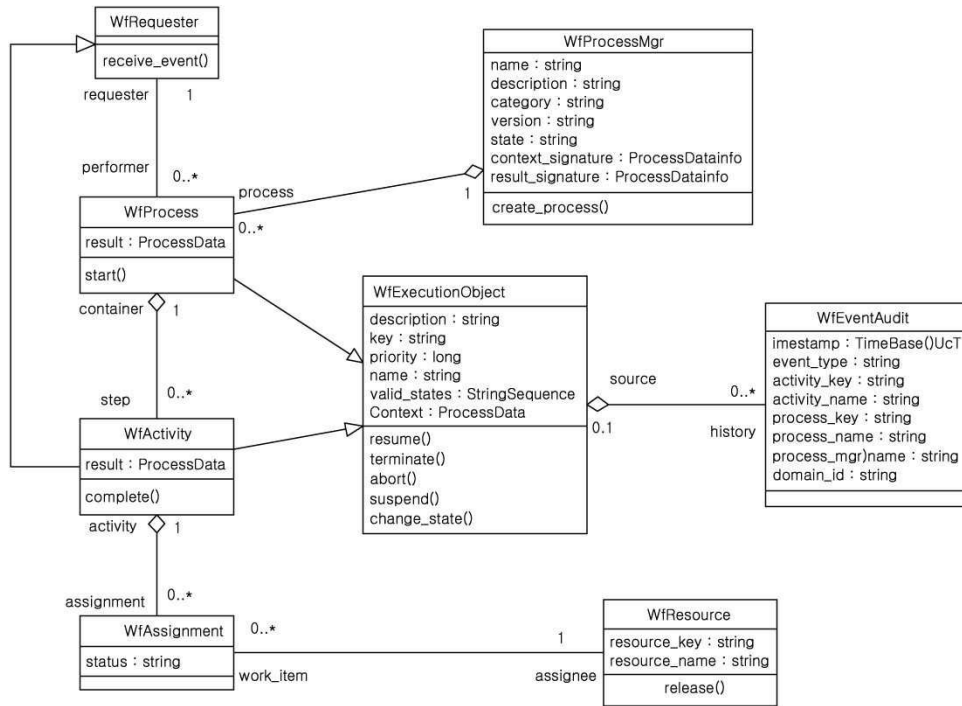 WfRequester
receive_event()
requester
1
performer
0..*
WfProcessMgr
name : string
description : string
category : string
version : string
state : string
context_signature : ProcessDatainfo
result_signature : ProcessDatainfo
create_process()
process
1
0..*
WfProcess
result : ProcessData
start()
container
1
0..*
step
WfExecutionObject
description : string
key : string
priority : long
name : string
valid_states : StringSequence
Context : ProcessData
resume()
terminate()
abort()
suspend()
change_state()
source
0..*
0.1
history
WfEventAudit
imestamp : TimeBase()UcT
event_type : string
activity_key : string
activity_name : string
process_key : string
process_name : string
process_mgr)name : string
domain_id : string
WfActivity
result : ProcessData
complete()
activity
1
0..*
assignment
WfAssignment
status : string
0..*
work_item
1
assignee
WfResource
resource_key : string
resource_name : string
release()